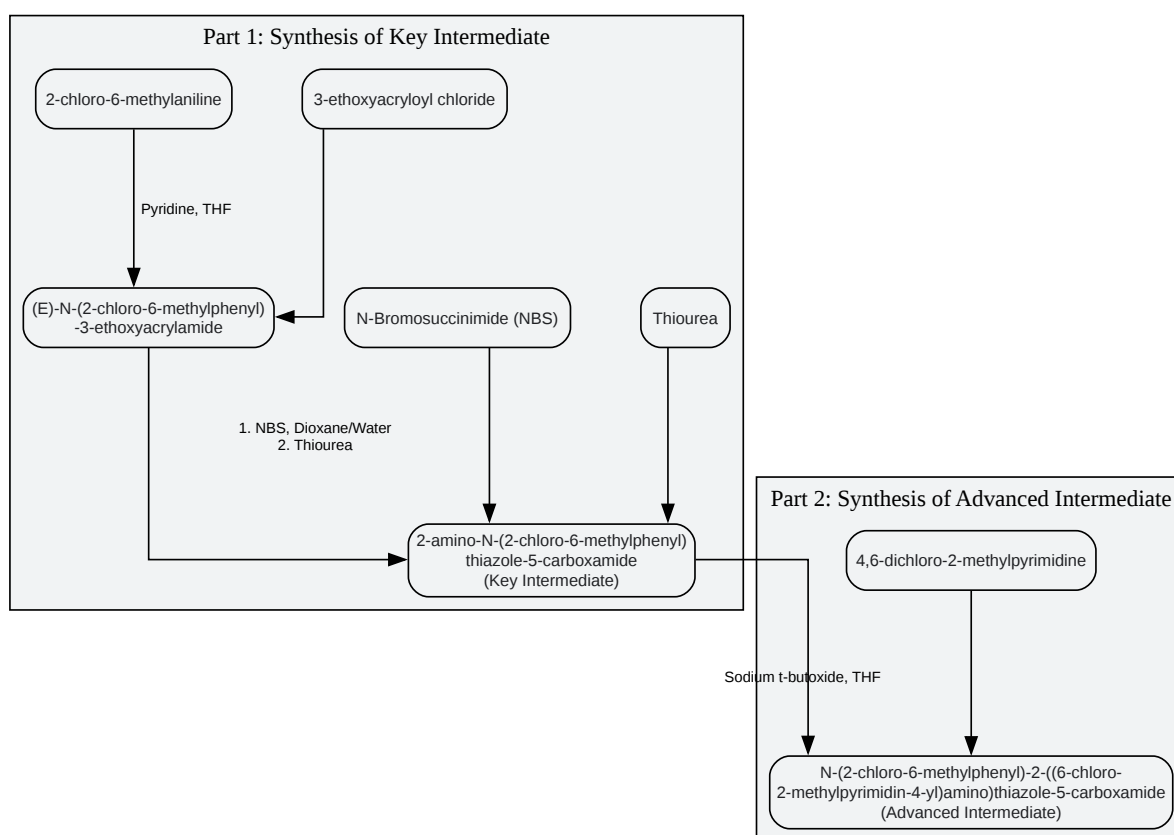 Part 1: Synthesis of Key Intermediate
2-chloro-6-methylaniline
3-ethoxyacryloyl chloride
Pyridine, THF
(E)-N-(2-chloro-6-methylphenyl)
-3-ethoxyacrylamide
N-Bromosuccinimide (NBS)
Thiourea
1. NBS, Dioxane/Water
2. Thiourea
2-amino-N-(2-chloro-6-methylphenyl)
thiazole-5-carboxamide
(Key Intermediate)
Part 2: Synthesis of Advanced Intermediate
4,6-dichloro-2-methylpyrimidine
Sodium t-butoxide, THF
N-(2-chloro-6-methylphenyl)-2-((6-chloro-
2-methylpyrimidin-4-yl)amino)thiazole-5-carboxamide
(Advanced Intermediate)